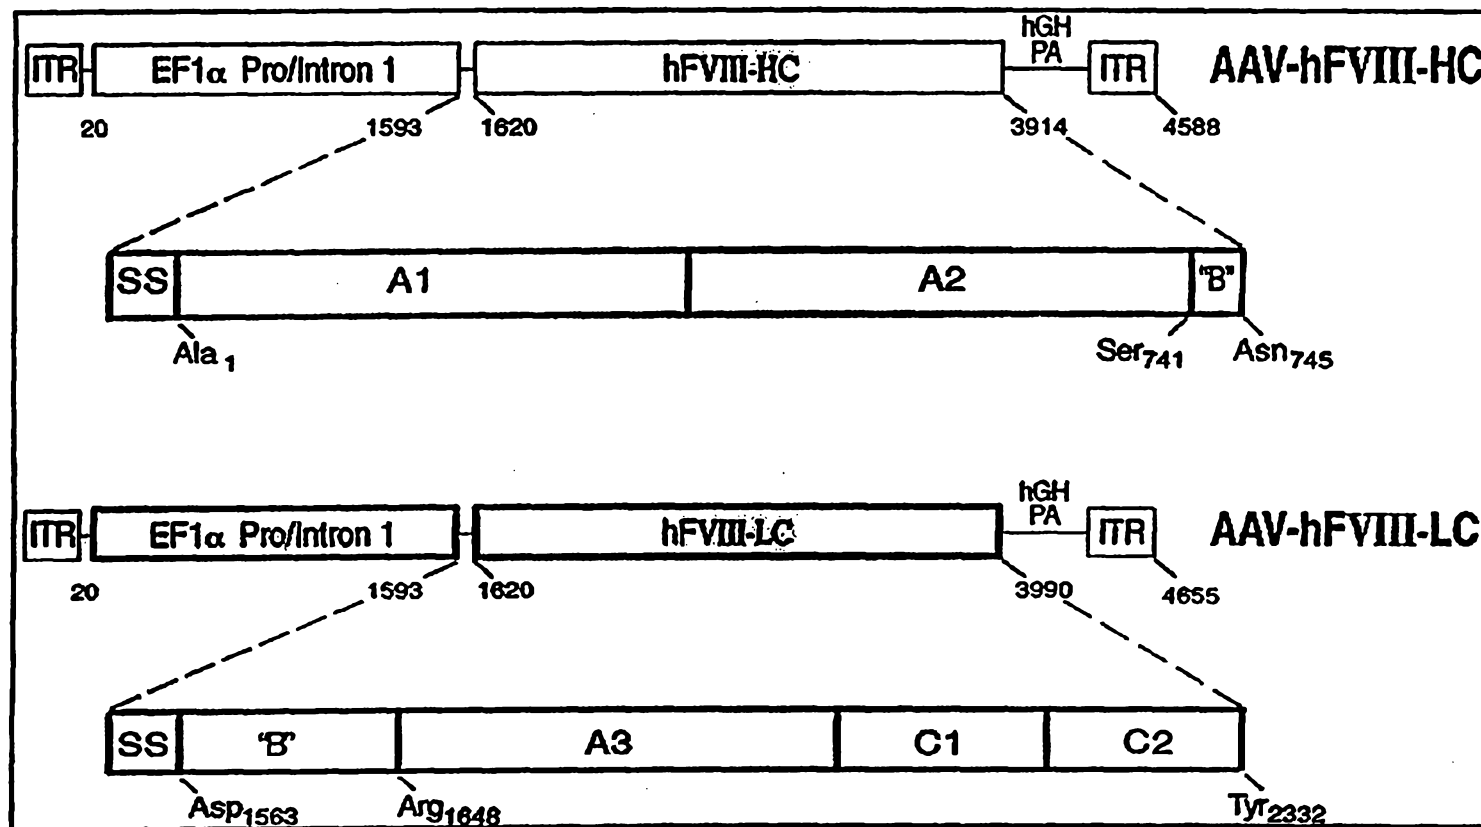 hGH
ITR EF1α Pro/Intron 1 hFVIII-HC PA ITR AAV-hFVIII-HC
20 1593 1620 3914 4588
SS A1 A2 "B"
Ala1 Ser741 Asn745
hGH
ITR EF1α Pro/Intron 1 hFVIII-LC PA ITR AAV-hFVIII-LC
20 1593 1620 3990 4655
SS "B" A3 C1 C2
Asp1563 Arg1648 Tyr2332